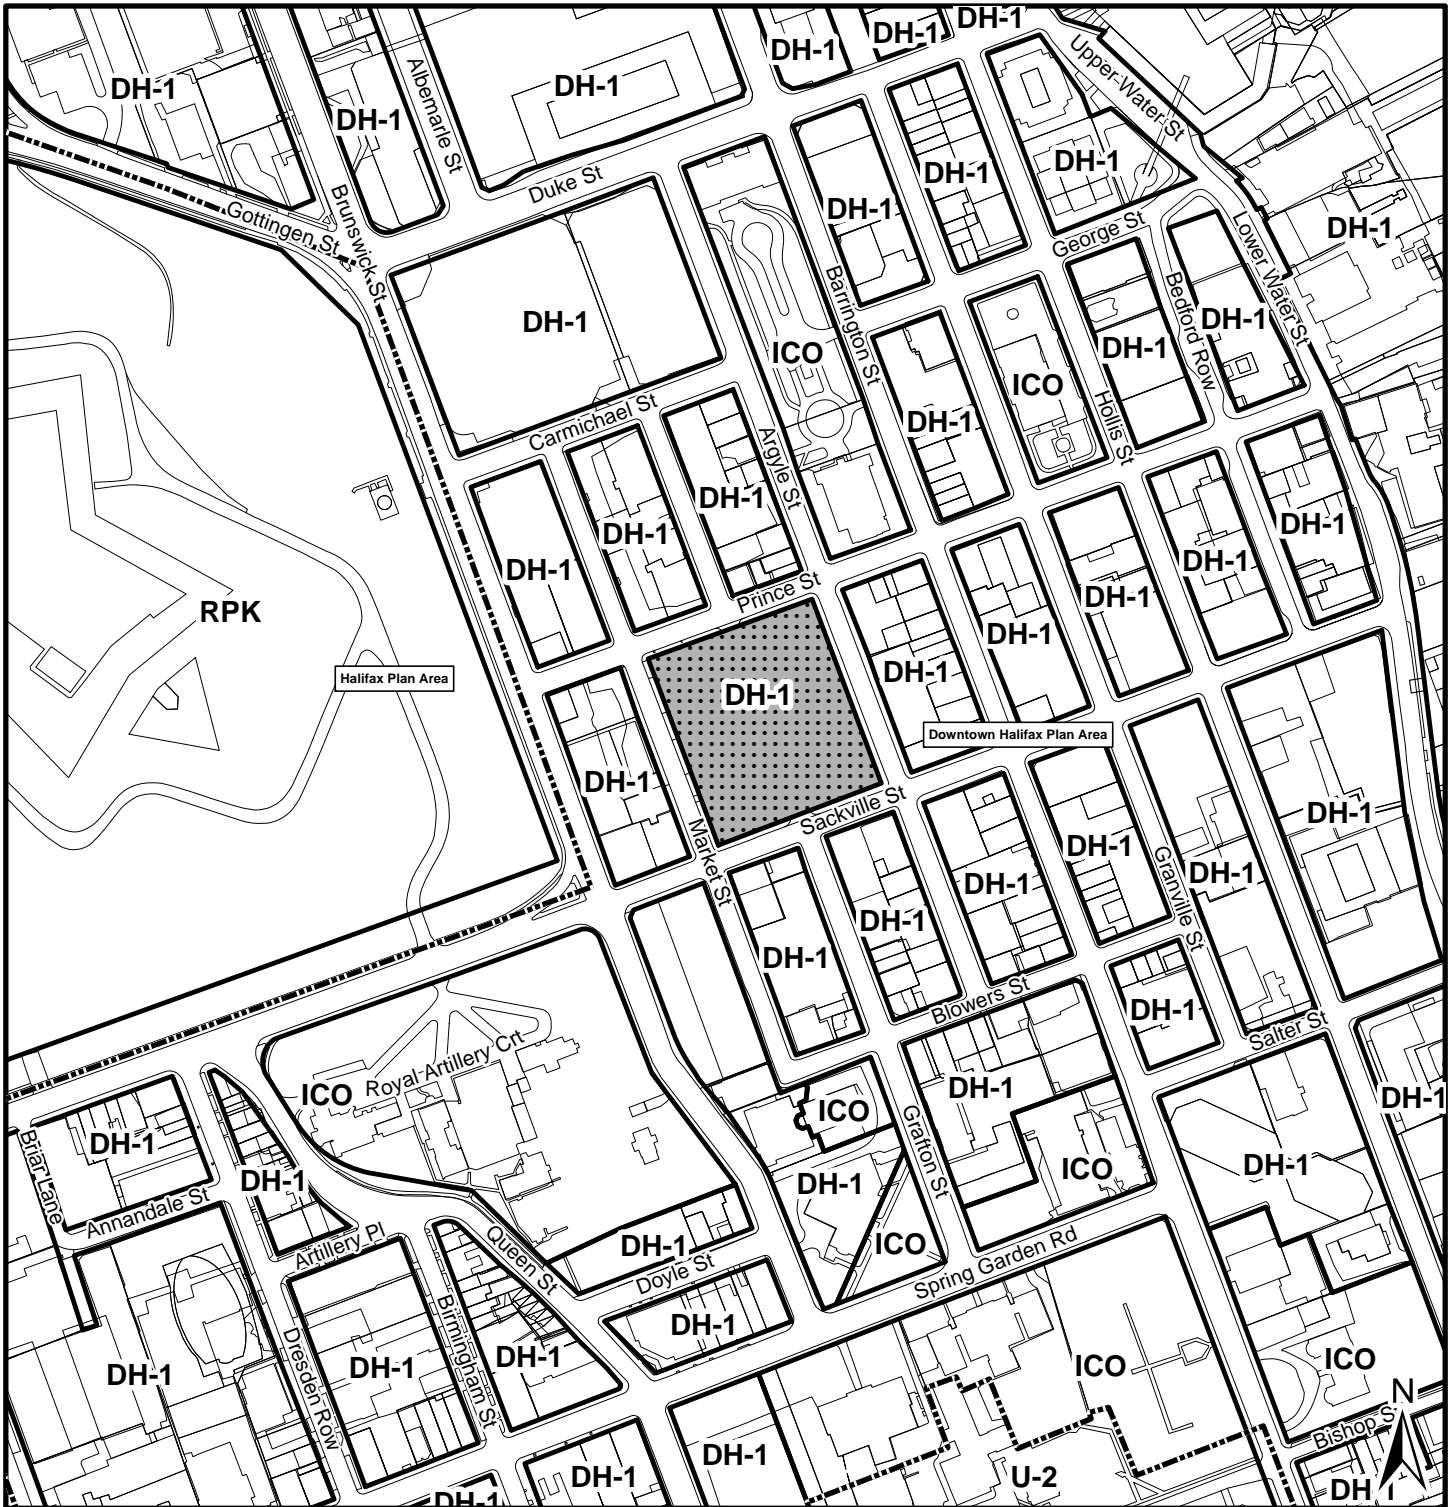 DH-1
DH-1
DH-1
DH-1
DH-1
DH-1
DH-1
Albemarle St
Upper Water St
DH-1
DH-1
DH-1
Duke St
Brunswick St
Gottingen St
George St
Lower Water St
DH-1
Barrington St
Bedford Row
DH-1
DH-1
ICO
DH-1
ICO
Hollis St
Carmichael St
DH-1
Argyle St
DH-1
DH-1
DH-1
DH-1
DH-1
DH-1
Prince St
DH-1
DH-1
RPK
Halifax Plan Area
DH-1
DH-1
Downtown Halifax Plan Area
DH-1
Sackville St
Market St
DH-1
DH-1
Granville St
DH-1
DH-1
DH-1
DH-1
Blowers St
DH-1
Salter St
Royal Artillery Crt
ICO
ICO
DH-1
DH-1
Grafton St
Briar Lane
DH-1
DH-1
DH-1
ICO
DH-1
Annandale St
Artillery Pl
Queen St
DH-1
ICO
Doyle St
Spring Garden Rd
Birmingham St
Dresden Row
DH-1
DH-1
DH-1
DH-1
ICO
ICO
N
Bishop S
DH-1
DH-1
U-2
DH-1
DH-1